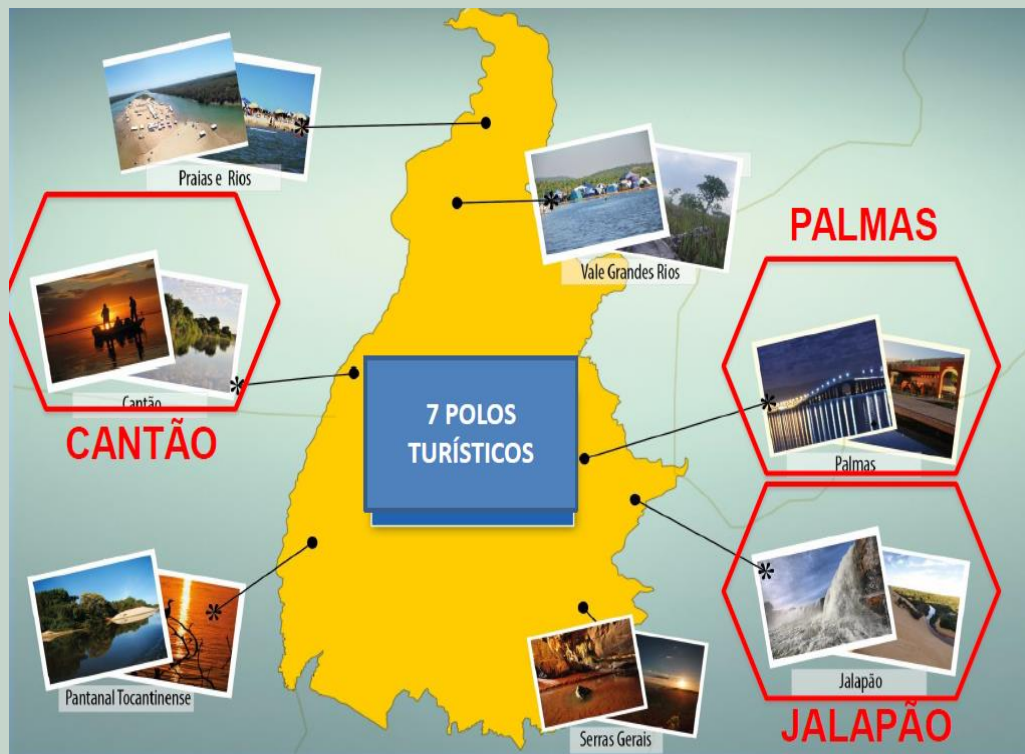 Praias e Rios
Vale Grandes Rios
PALMAS
Cantão
CANTÃO
7 POLOS
TURÍSTICOS
Palmas
Pantanal Tocantinense
Serras Gerais
Jalapão
JALAPÃO